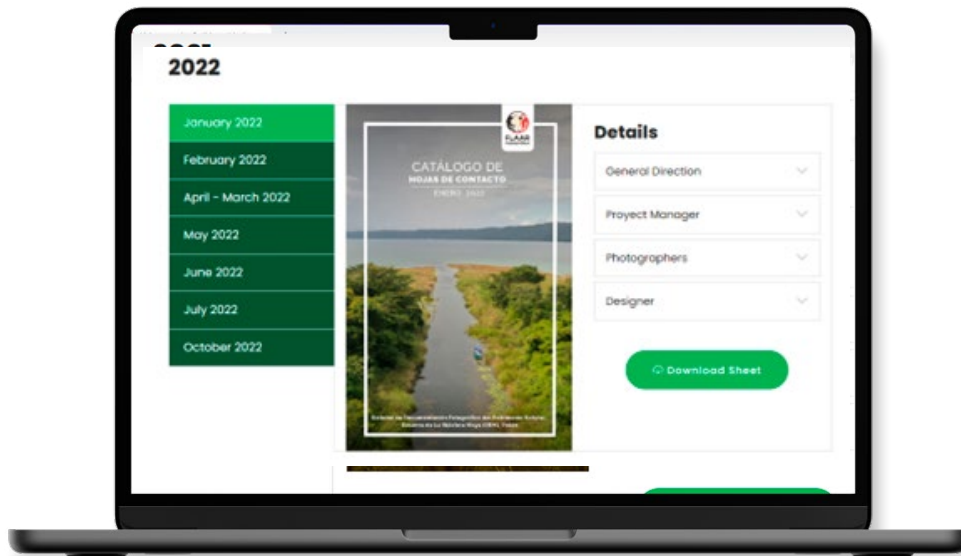 2022
January 2022
February 2022
April - March 2022
May 2022
June 2022
July 2022
October 2022
FLAAR
CATÁLOGO DE
HOJAS DE CONTACTO
ENERO 2022
Details
General Direction
Proyect Manager
Photographers
Designer
Download Sheet